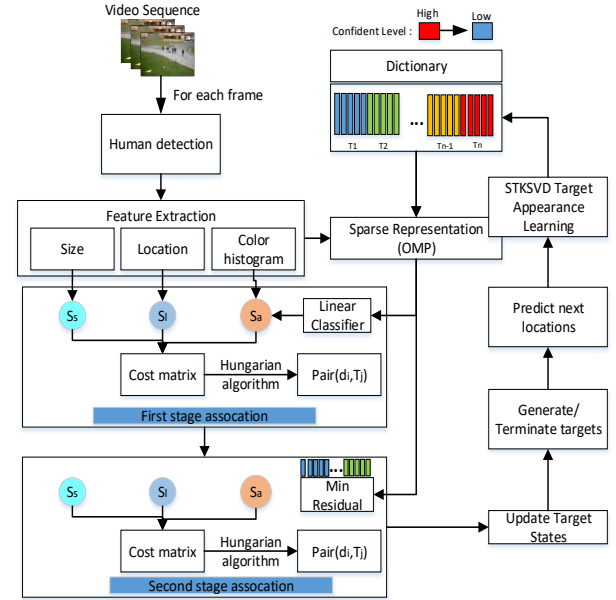 Video Sequence
For each frame
Human detection
Feature Extraction
Size
Location
Color
histogram
Confident Level :
High
Low
Dictionary
T1
T2
...
Tn-1
Tn
Sparse Representation
(OMP)
STKSVD Target
Appearance
Learning
Predict next
locations
Generate/
Terminate targets
Update Target
States
Ss
Sl
Sa
Linear
Classifier
Cost matrix
Hungarian
algorithm
Pair(di,Tj)
First stage assocation
Ss
Sl
Sa
...
Min
Residual
Cost matrix
Hungarian
algorithm
Pair(di,Tj)
Second stage assocation